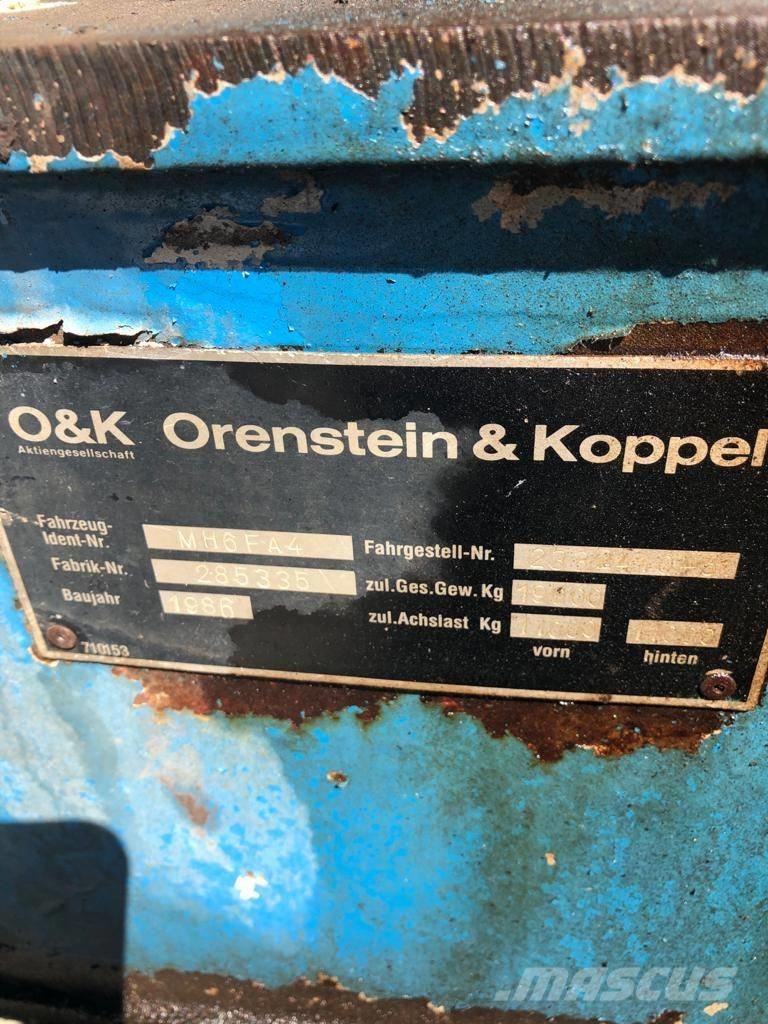 O&K Orenstein & Koppel
Aktiengesellschaft
Fahrzeug-
Ident-Nr. MH6FA4
Fabrik-Nr. 285335
Baujahr 1986
Fahrgestell-Nr.
zul.Ges.Gew. Kg
zul.Achslast Kg
vorn hinten
710153
MASCUS